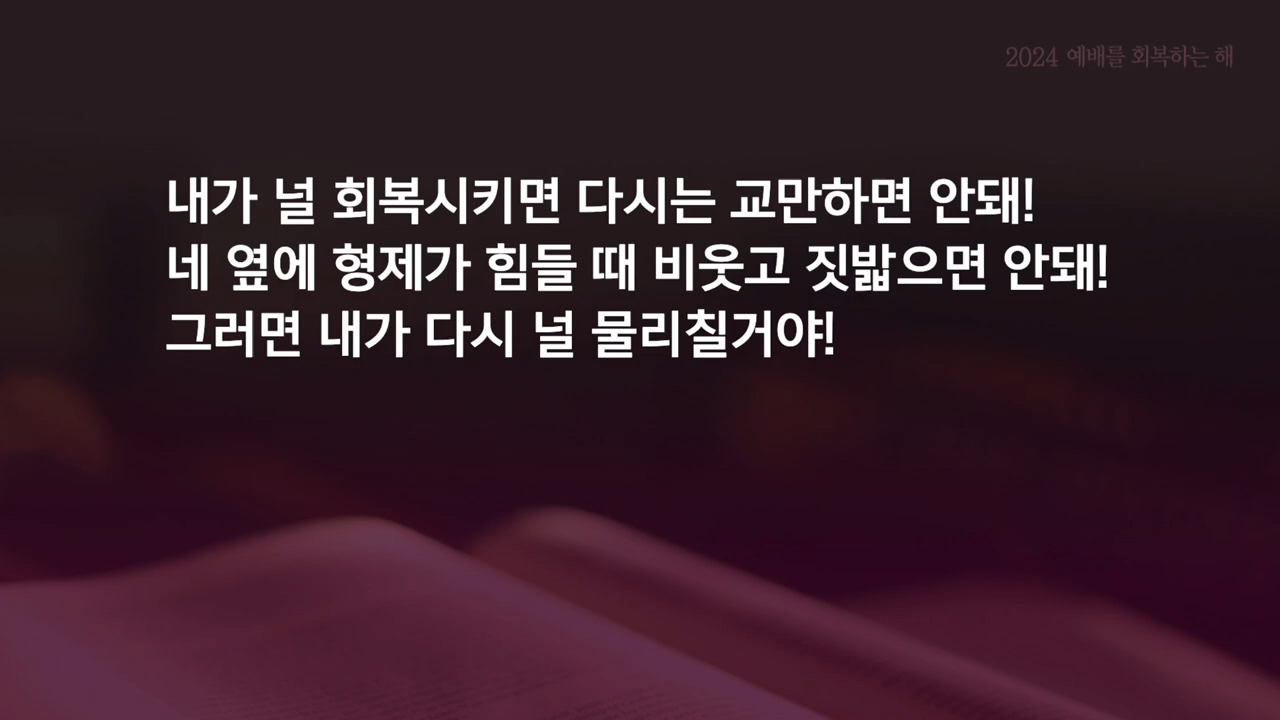 2024 예배를 회복하는 해
내가 널 회복시키면 다시는 교만하면 안돼!
네 옆에 형제가 힘들 때 비웃고 짓밟으면 안돼!
그러면 내가 다시 널 물리칠거야!